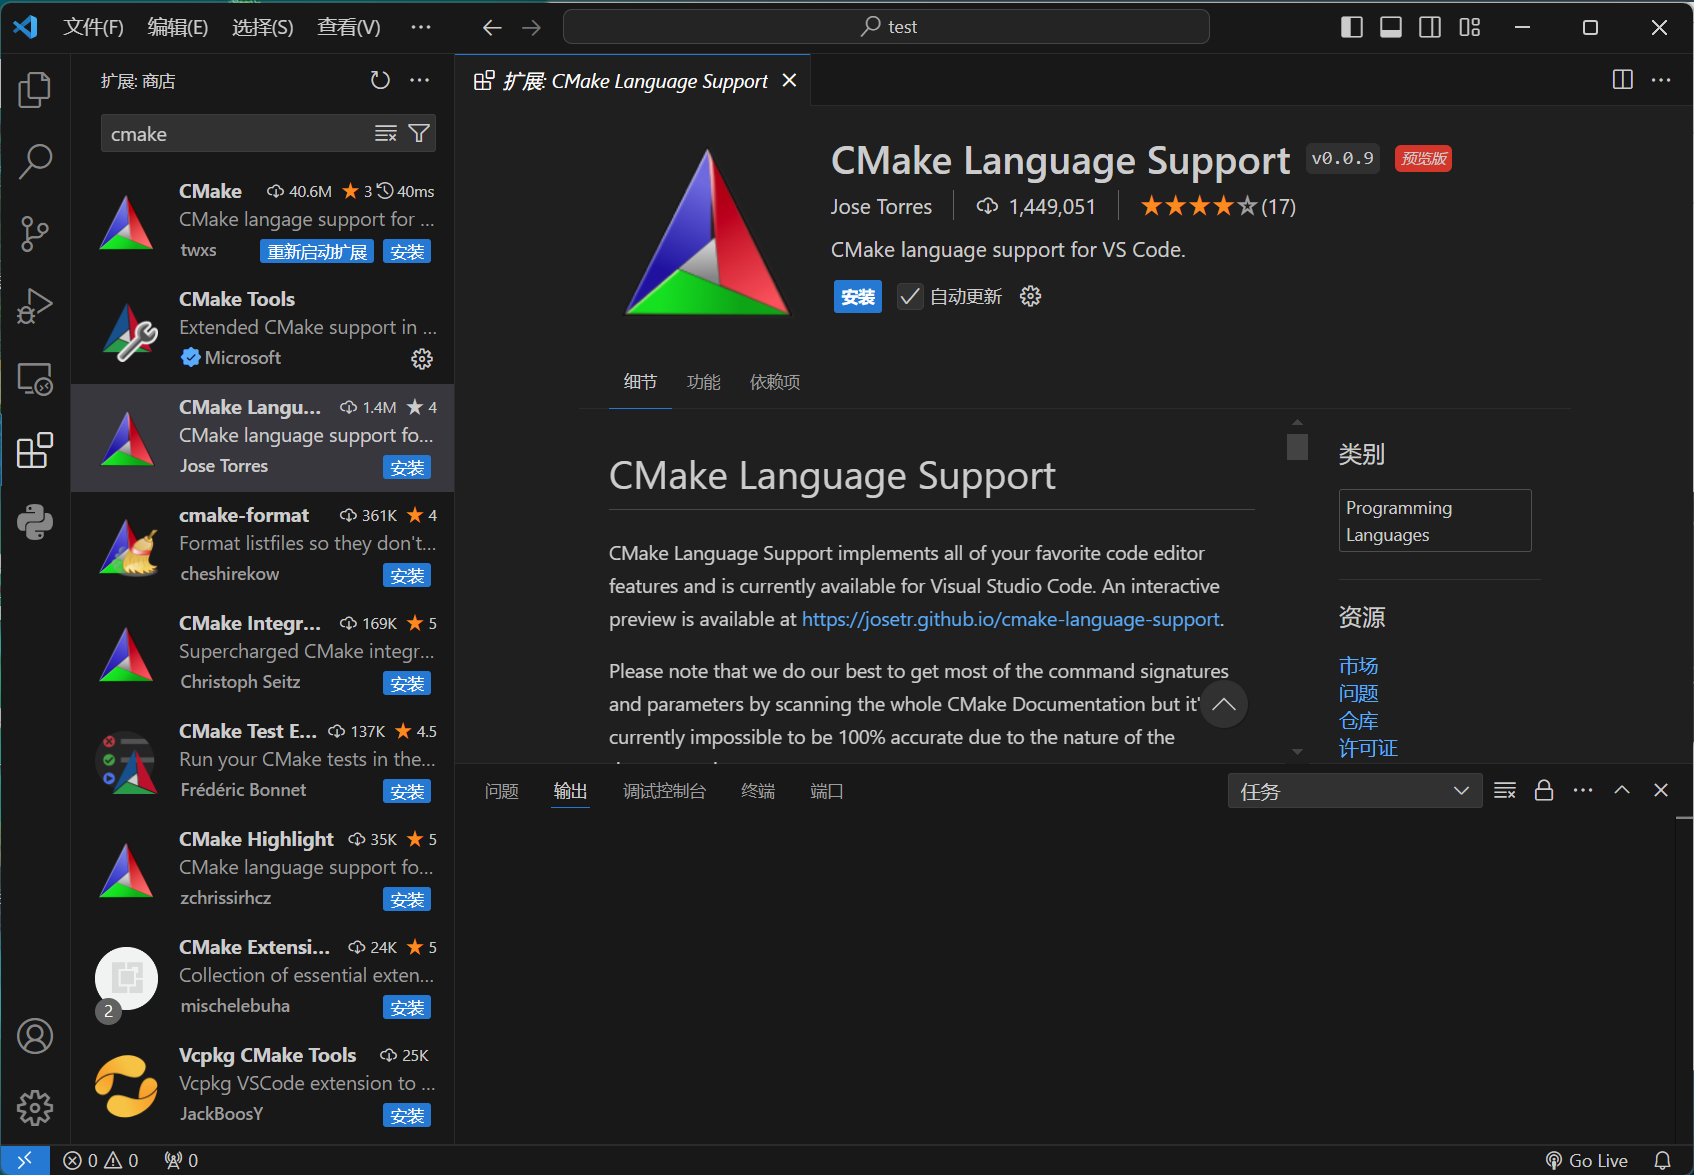 文件(F) 编辑(E) 选择(S) 查看(V) ··· test
扩展: 商店 ···
cmake
CMake 40.6M 3 40ms
CMake langage support for ...
twxs 重新启动扩展 安装
CMake Tools
Extended CMake support in ...
Microsoft
CMake Langu... 1.4M 4
CMake language support fo...
Jose Torres 安装
cmake-format 361K 4
Format listfiles so they don't...
cheshirekow 安装
CMake Integr... 169K 5
Supercharged CMake integr...
Christoph Seitz 安装
CMake Test E... 137K 4.5
Run your CMake tests in the...
Frédéric Bonnet 安装
CMake Highlight 35K 5
CMake language support fo...
zchrissirhcz 安装
CMake Extensi... 24K 5
Collection of essential exten...
mischelebuha 安装
2
Vcpkg CMake Tools 25K
Vcpkg VSCode extension to ...
JackBoosY 安装
扩展: CMake Language Support
CMake Language Support v0.0.9 预览版
Jose Torres 1,449,051 (17)
CMake language support for VS Code.
安装 自动更新
细节 功能 依赖项
CMake Language Support
CMake Language Support implements all of your favorite code editor
features and is currently available for Visual Studio Code. An interactive
preview is available at https://josetr.github.io/cmake-language-support.
Please note that we do our best to get most of the command signatures
and parameters by scanning the whole CMake Documentation but it'
currently impossible to be 100% accurate due to the nature of the
类别
Programming
Languages
资源
市场
问题
仓库
许可证
问题 输出 调试控制台 终端 端口 任务
0 0 0 Go Live